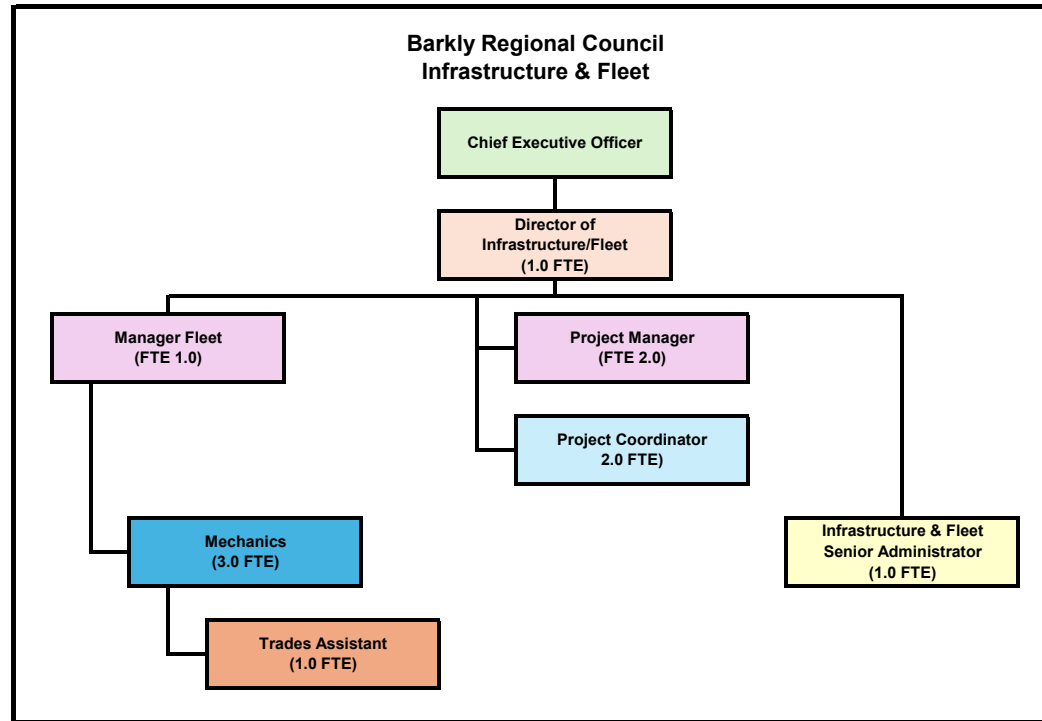 Barkly Regional Council
Infrastructure & Fleet
Chief Executive Officer
Director of
Infrastructure/Fleet
(1.0 FTE)
Manager Fleet
(FTE 1.0)
Project Manager
(FTE 2.0)
Project Coordinator
2.0 FTE)
Mechanics
(3.0 FTE)
Infrastructure & Fleet
Senior Administrator
(1.0 FTE)
Trades Assistant
(1.0 FTE)